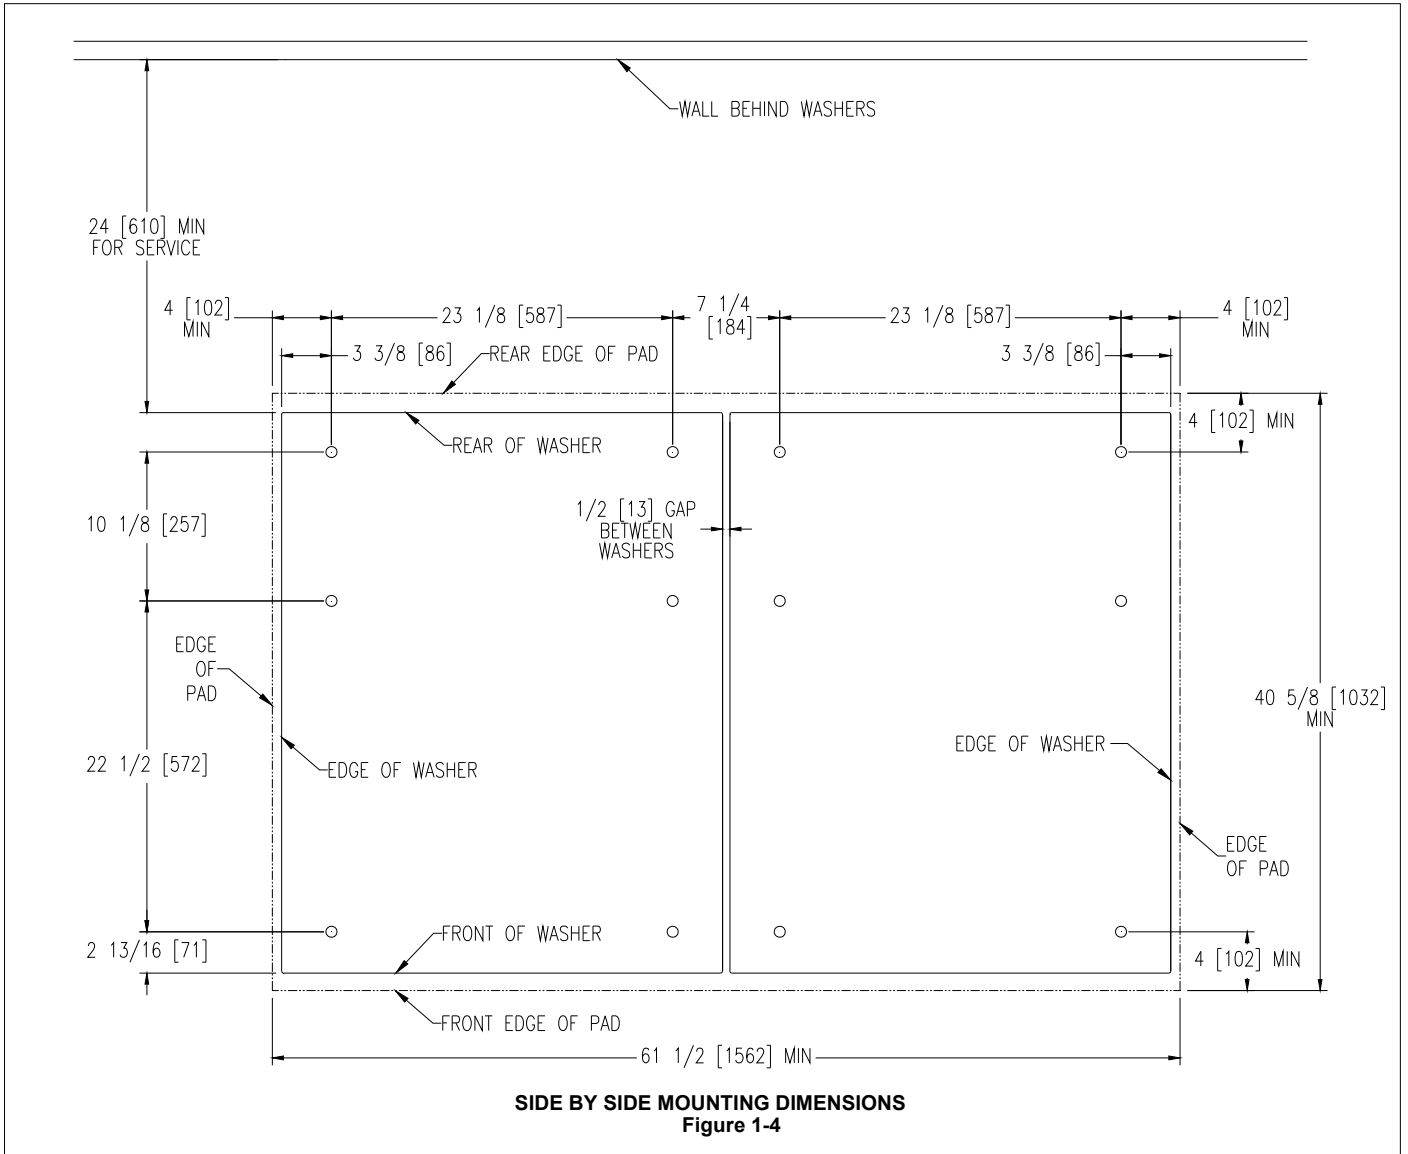 WALL BEHIND WASHERS
24 [610] MIN
FOR SERVICE
4 [102]
MIN
23 1/8 [587]
7 1/4
[184]
23 1/8 [587]
4 [102]
MIN
3 3/8 [86]
REAR EDGE OF PAD
3 3/8 [86]
4 [102] MIN
REAR OF WASHER
10 1/8 [257]
1/2 [13] GAP
BETWEEN
WASHERS
EDGE
OF
PAD
40 5/8 [1032]
MIN
EDGE OF WASHER
22 1/2 [572]
EDGE OF WASHER
EDGE
OF PAD
2 13/16 [71]
FRONT OF WASHER
4 [102] MIN
FRONT EDGE OF PAD
61 1/2 [1562] MIN
SIDE BY SIDE MOUNTING DIMENSIONS
Figure 1-4